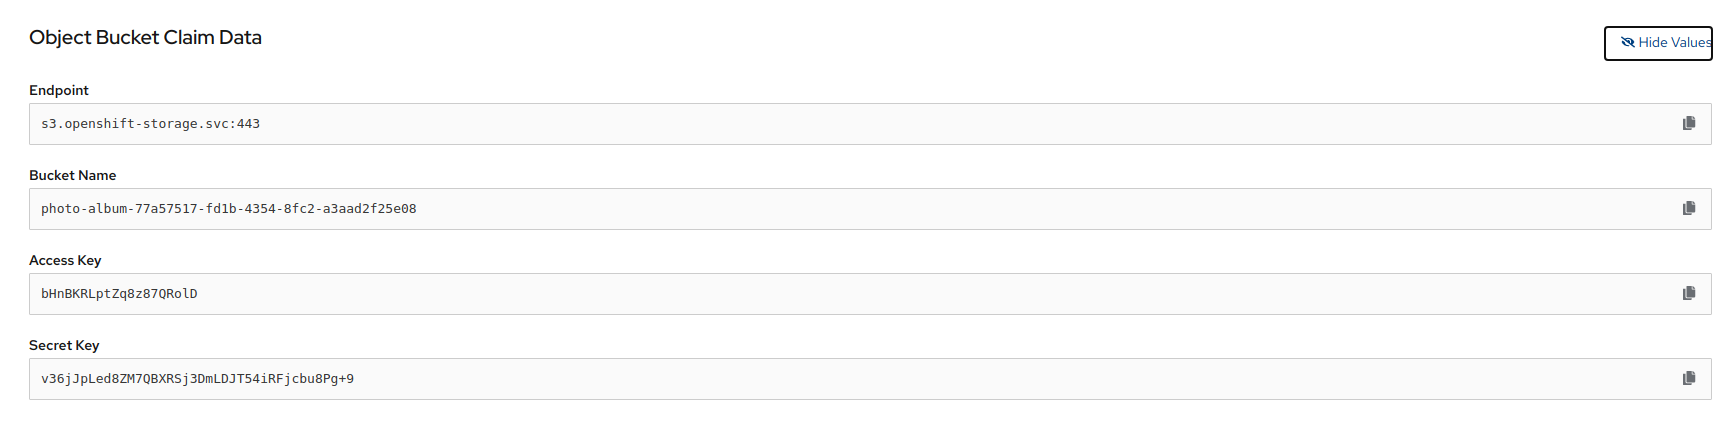 Object Bucket Claim Data
Hide Values
Endpoint
s3.openshift-storage.svc:443
Bucket Name
photo-album-77a57517-fd1b-4354-8fc2-a3aad2f25e08
Access Key
bHnBKRLptZq8z87QRolD
Secret Key
v36jJpLed8ZM7QBXRSj3DmLDJT54iRFjcbu8Pg+9